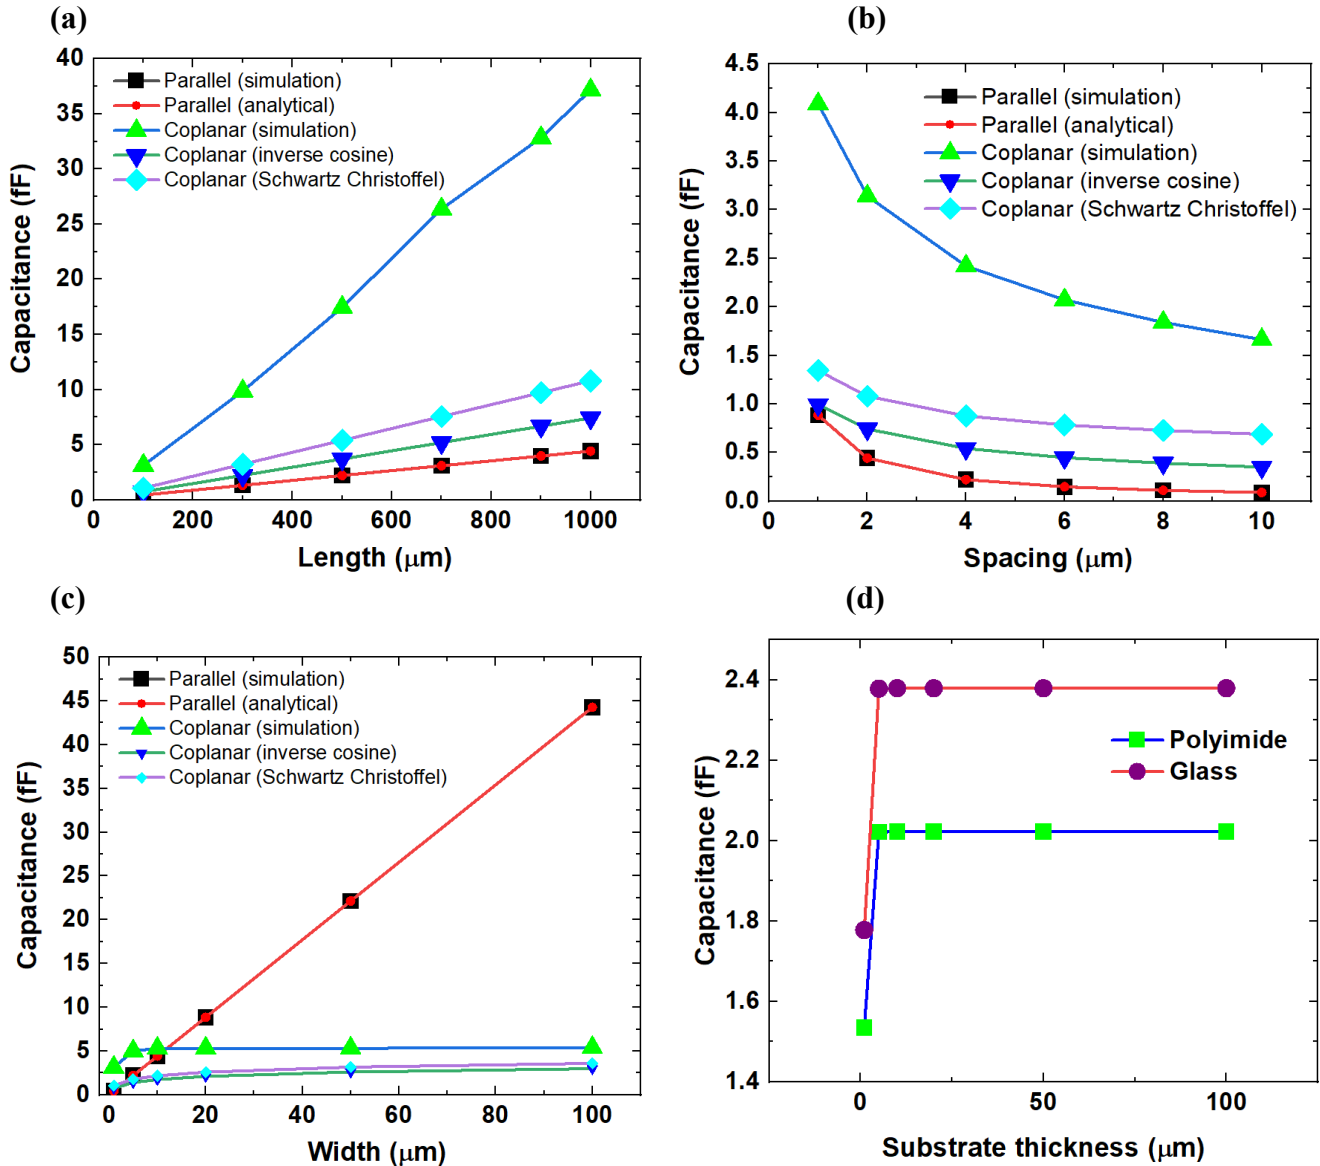 (a)
40
35
30
25
20
15
10
5
0
0 200 400 600 800 1000
Capacitance (fF)
Length (μm)
Parallel (simulation)
Parallel (analytical)
Coplanar (simulation)
Coplanar (inverse cosine)
Coplanar (Schwartz Christoffel)
(b)
4.5
4.0
3.5
3.0
2.5
2.0
1.5
1.0
0.5
0.0
0 2 4 6 8 10
Capacitance (fF)
Spacing (μm)
Parallel (simulation)
Parallel (analytical)
Coplanar (simulation)
Coplanar (inverse cosine)
Coplanar (Schwartz Christoffel)
(c)
50
45
40
35
30
25
20
15
10
5
0
0 20 40 60 80 100
Capacitance (fF)
Width (μm)
Parallel (simulation)
Parallel (analytical)
Coplanar (simulation)
Coplanar (inverse cosine)
Coplanar (Schwartz Christoffel)
(d)
2.4
2.2
2.0
1.8
1.6
1.4
0 50 100
Capacitance (fF)
Substrate thickness (μm)
Polyimide
Glass